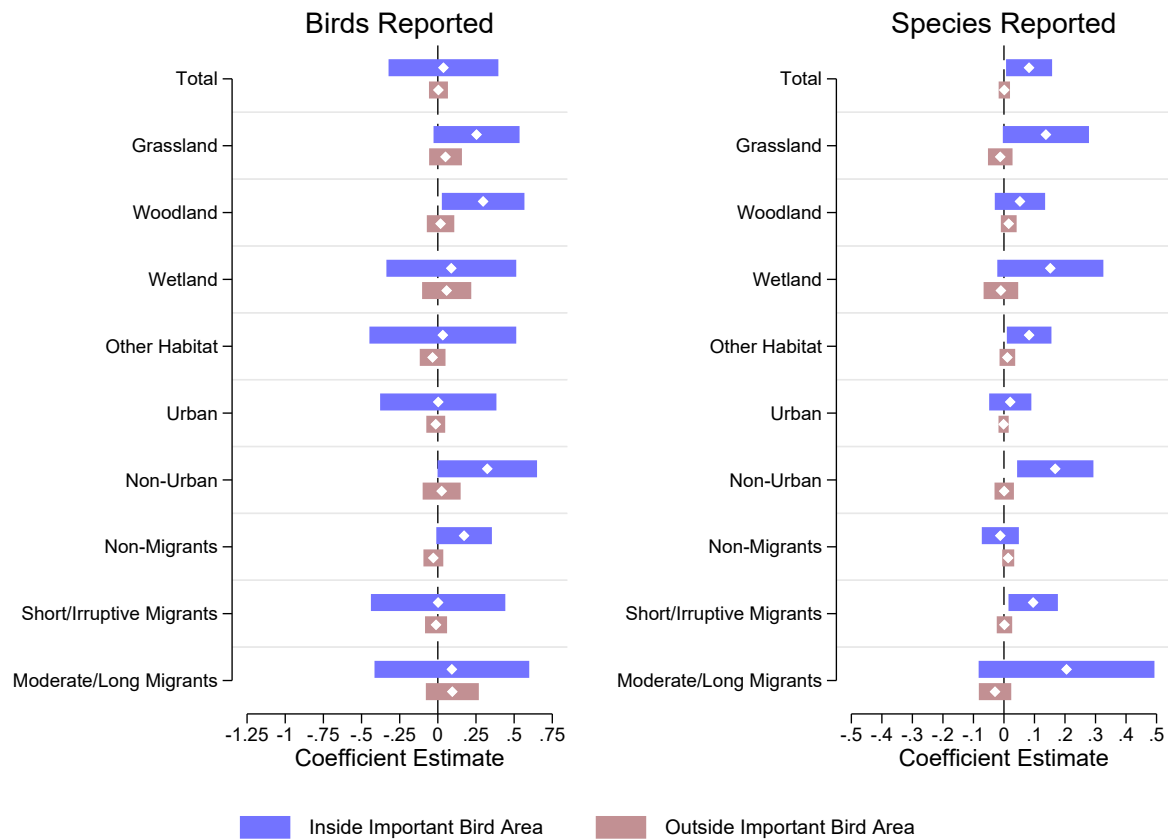 Birds Reported
Total
Grassland
Woodland
Wetland
Other Habitat
Urban
Non-Urban
Non-Migrants
Short/Irruptive Migrants
Moderate/Long Migrants
-1.25 -1 -.75 -.5 -.25 0 .25 .5 .75
Coefficient Estimate
Species Reported
Total
Grassland
Woodland
Wetland
Other Habitat
Urban
Non-Urban
Non-Migrants
Short/Irruptive Migrants
Moderate/Long Migrants
-.5 -.4 -.3 -.2 -.1 0 .1 .2 .3 .4 .5
Coefficient Estimate
Inside Important Bird Area
Outside Important Bird Area